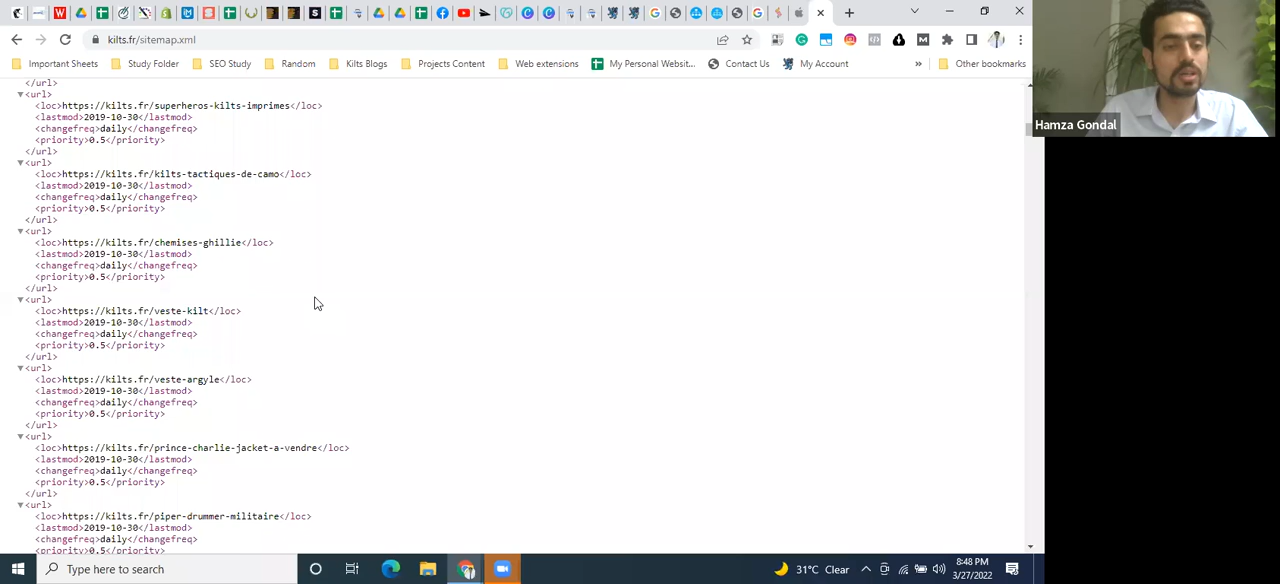 kilts.fr/sitemap.xml
Important Sheets
Study Folder
SEO Study
Random
Kilts Blogs
Projects Content
Web extensions
My Personal Websit...
Contact Us
My Account
»
Other bookmarks
</url>
▼<url>
<loc>https://kilts.fr/superheros-kilts-imprimes</loc>
<lastmod>2019-10-30</lastmod>
<changefreq>daily</changefreq>
<priority>0.5</priority>
</url>
▼<url>
<loc>https://kilts.fr/kilts-tactiques-de-camo</loc>
<lastmod>2019-10-30</lastmod>
<changefreq>daily</changefreq>
<priority>0.5</priority>
</url>
▼<url>
<loc>https://kilts.fr/chemises-ghillie</loc>
<lastmod>2019-10-30</lastmod>
<changefreq>daily</changefreq>
<priority>0.5</priority>
</url>
▼<url>
<loc>https://kilts.fr/veste-kilt</loc>
<lastmod>2019-10-30</lastmod>
<changefreq>daily</changefreq>
<priority>0.5</priority>
</url>
▼<url>
<loc>https://kilts.fr/veste-argyle</loc>
<lastmod>2019-10-30</lastmod>
<changefreq>daily</changefreq>
<priority>0.5</priority>
</url>
▼<url>
<loc>https://kilts.fr/prince-charlie-jacket-a-vendre</loc>
<lastmod>2019-10-30</lastmod>
<changefreq>daily</changefreq>
<priority>0.5</priority>
</url>
▼<url>
<loc>https://kilts.fr/piper-drummer-militaire</loc>
<lastmod>2019-10-30</lastmod>
<changefreq>daily</changefreq>
<priority>0.5</priority>
Hamza Gondal
Type here to search
31°C Clear
8:48 PM
3/27/2022